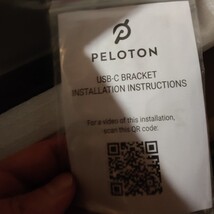 PELOTON
USB-C BRACKET
INSTALLATION INSTRUCTIONS
For a video of this installation,
scan this QR code: